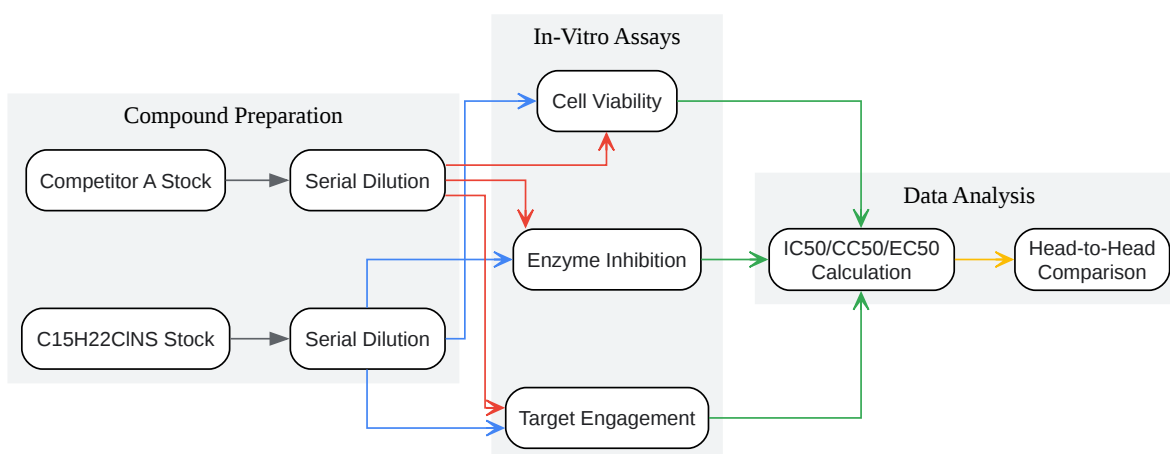 Compound Preparation
Competitor A Stock
Serial Dilution
C15H22ClNS Stock
Serial Dilution
In-Vitro Assays
Cell Viability
Enzyme Inhibition
Target Engagement
Data Analysis
IC50/CC50/EC50
Calculation
Head-to-Head
Comparison